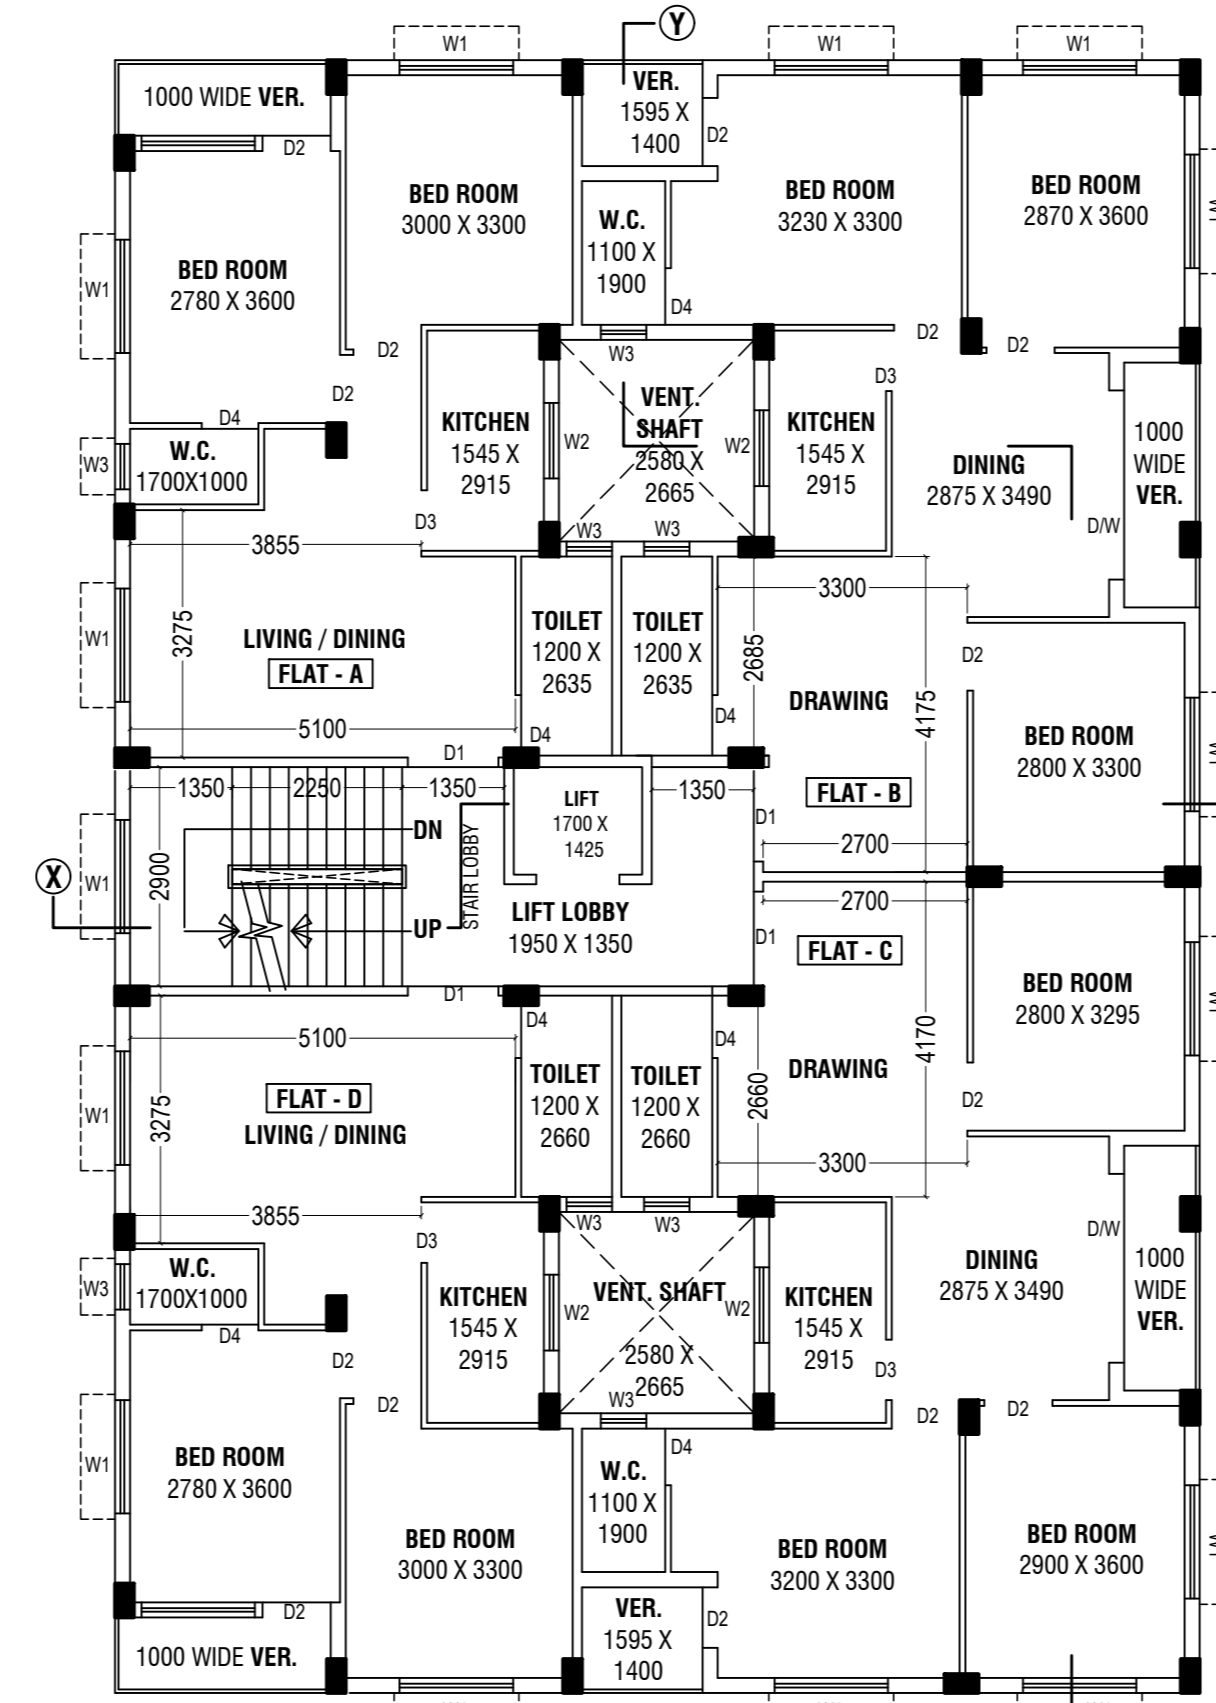 Y
W1
W1
W1
1000 WIDE VER.
VER.
1595 X
1400
D2
D2
BED ROOM
3000 X 3300
BED ROOM
3230 X 3300
BED ROOM
2870 X 3600
W.C.
1100 X
1900
D4
BED ROOM
2780 X 3600
W1
D2
D2
D2
D2
W3
D3
D4
W.C.
1700X1000
W3
KITCHEN
1545 X
2915
W2
VENT.
SHAFT
2580 X
2665
W2
KITCHEN
1545 X
2915
DINING
2875 X 3490
1000
WIDE
VER.
D/W
D3
3855
W3
W3
3300
3275
W1
LIVING / DINING
FLAT - A
5100
TOILET
1200 X
2635
TOILET
1200 X
2635
2685
D2
DRAWING
4175
D4
D4
BED ROOM
2800 X 3300
D1
1350
2250
1350
LIFT
1700 X
1425
1350
FLAT - B
D1
2700
DN
STAIR LOBBY
2900
X
W1
UP
LIFT LOBBY
1950 X 1350
2700
D1
FLAT - C
BED ROOM
2800 X 3295
D1
5100
D4
D4
4170
FLAT - D
LIVING / DINING
3275
W1
TOILET
1200 X
2660
TOILET
1200 X
2660
2660
DRAWING
D2
3300
3855
D3
W3
W3
D/W
W.C.
1700X1000
W3
D4
KITCHEN
1545 X
2915
W2
VENT. SHAFT
2580 X
2665
W2
KITCHEN
1545 X
2915
DINING
2875 X 3490
1000
WIDE
VER.
D2
D2
W3
D3
D2
D2
BED ROOM
2780 X 3600
W1
D4
W.C.
1100 X
1900
BED ROOM
3000 X 3300
BED ROOM
3200 X 3300
BED ROOM
2900 X 3600
D2
VER.
1595 X
1400
D2
1000 WIDE VER.